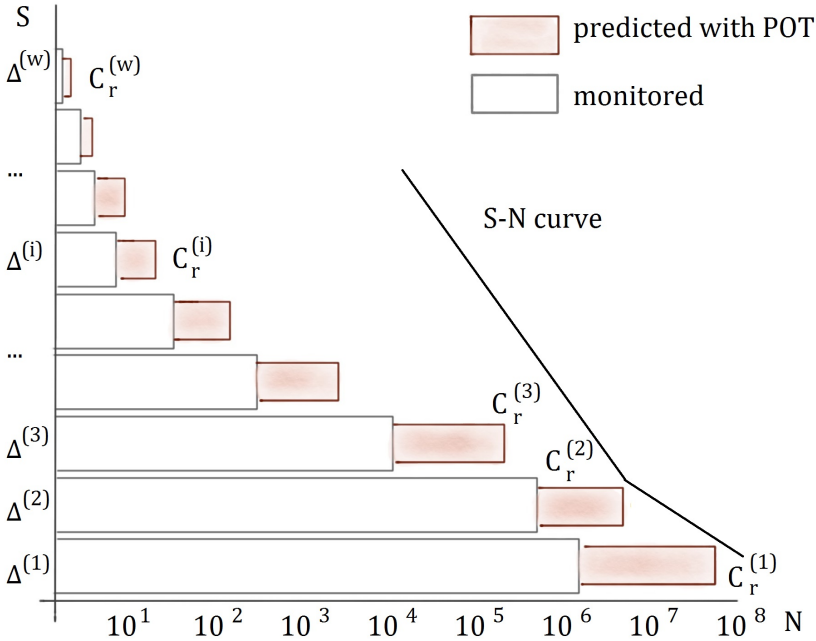 S
predicted with POT
Δ(w)
C r (w)
monitored
...
S-N curve
Δ(i)
C r (i)
...
C r (3)
Δ(3)
C r (2)
Δ(2)
Δ(1)
C r (1)
10 1 10 2 10 3 10 4 10 5 10 6 10 7 10 8 N